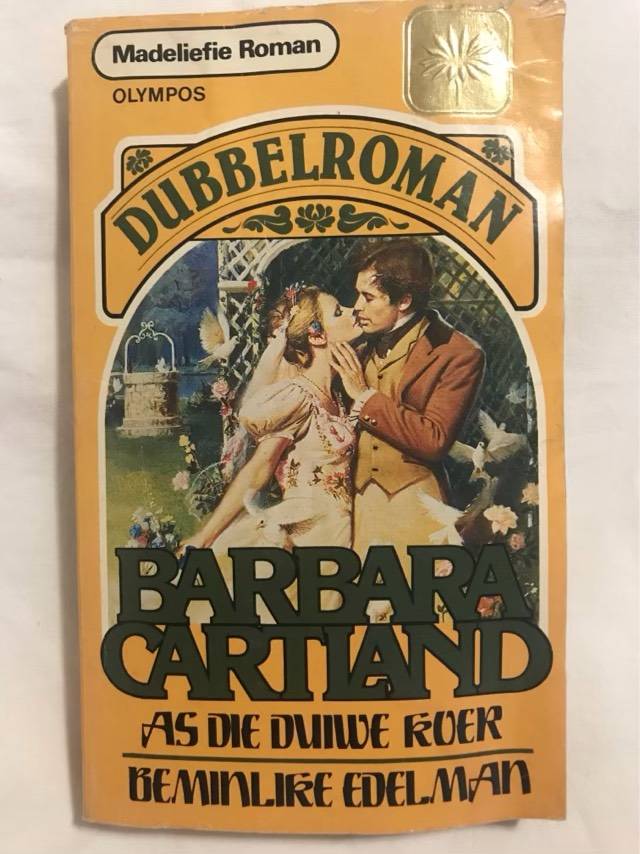 Madeliefie Roman
OLYMPOS
DUBBELROMAN
BARBARA
CARTLAND
AS DIE DUIWE KOER
BEMINLIKE EDELMAN